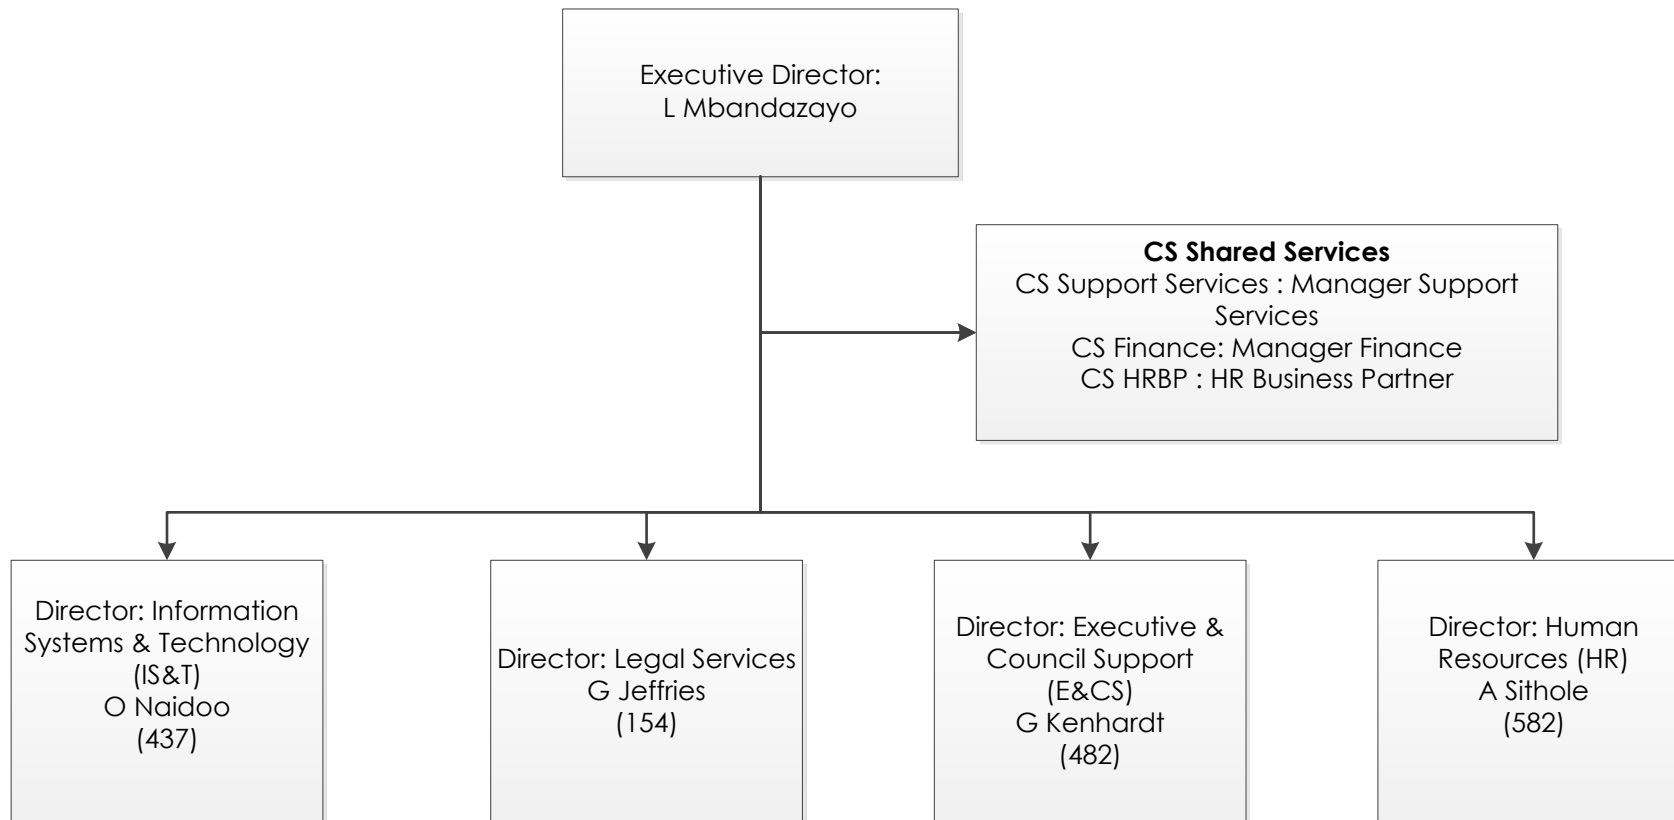 Executive Director:
L Mbandazayo
CS Shared Services
CS Support Services : Manager Support
Services
CS Finance: Manager Finance
CS HRBP : HR Business Partner
Director: Information
Systems & Technology
(IS&T)
O Naidoo
(437)
Director: Legal Services
G Jeffries
(154)
Director: Executive &
Council Support
(E&CS)
G Kenhardt
(482)
Director: Human
Resources (HR)
A Sithole
(582)